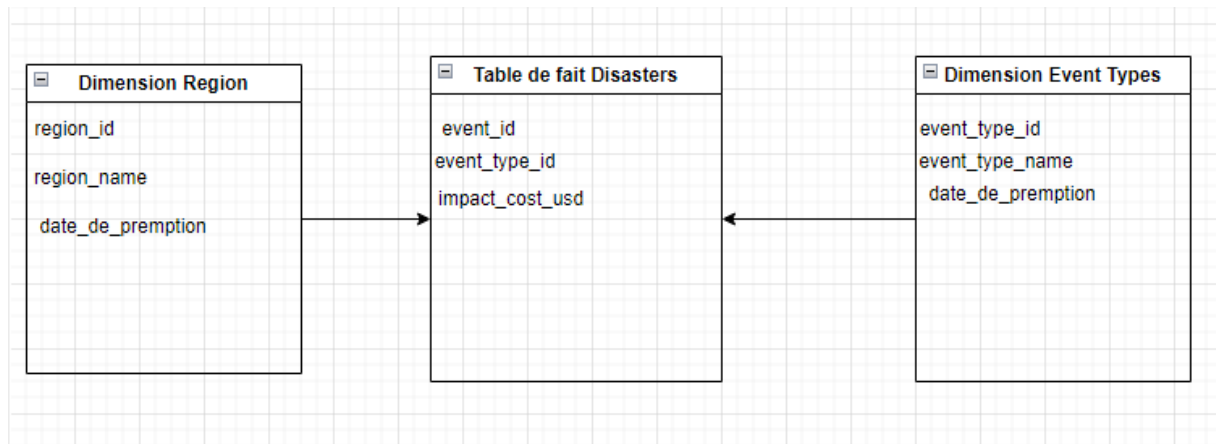 Dimension Region
region_id
region_name
date_de_premption
Table de fait Disasters
event_id
event_type_id
impact_cost_usd
Dimension Event Types
event_type_id
event_type_name
date_de_premption